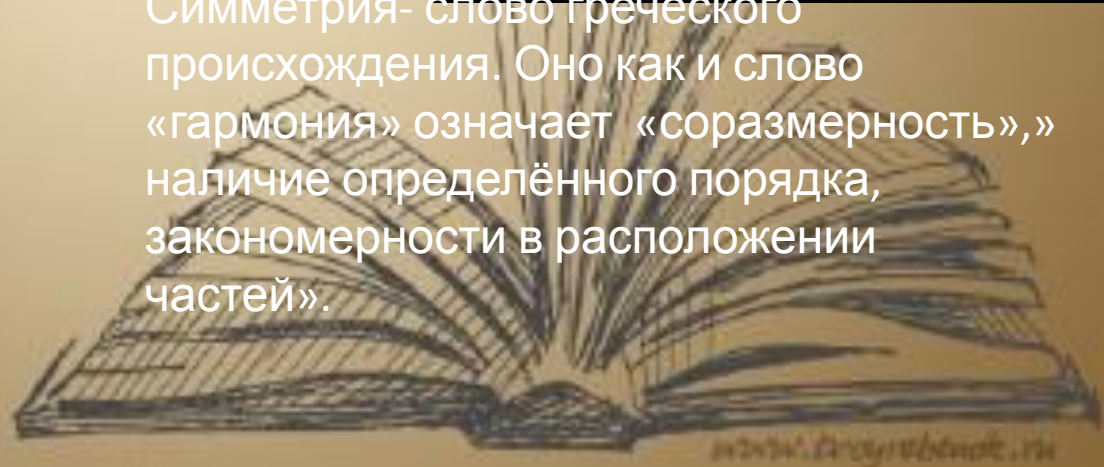 Симметрия- слово греческого
происхождения. Оно как и слово
«гармония» означает «соразмерность»,»
наличие определённого порядка,
закономерности в расположении
частей».